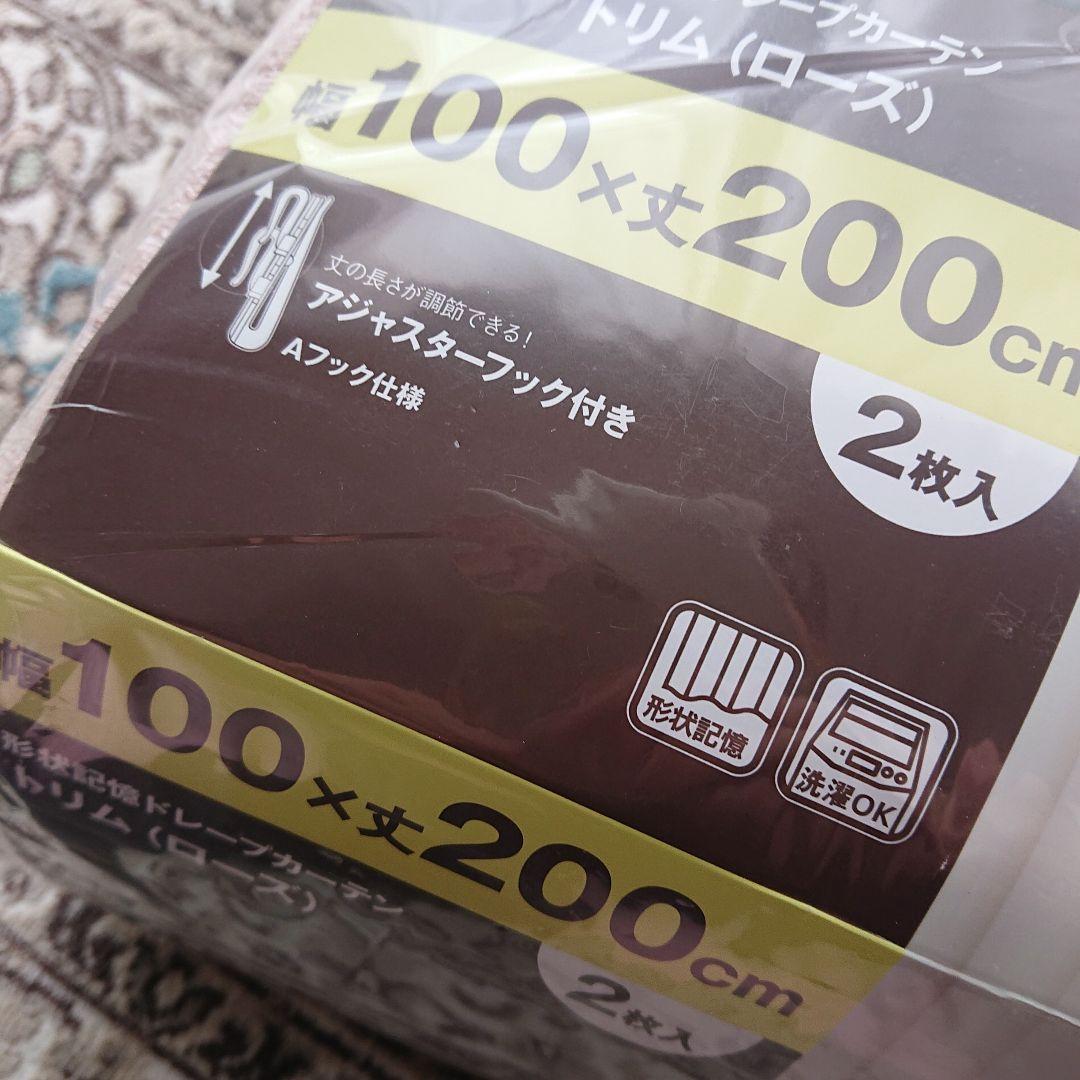 ドレープカーテン
トリム（ローズ）
幅100×丈200cm
丈の長さが調節できる!
アジャスターフック付き
Aフック仕様
2枚入
形状記憶
洗濯OK
幅100×丈200cm
形状記憶ドレープカーテン
トリム（ローズ）
2枚入